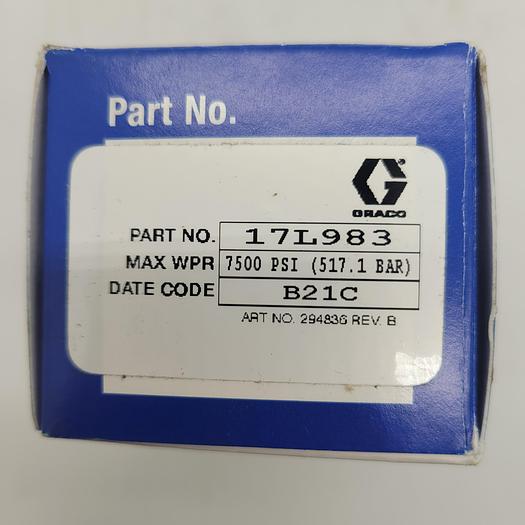 Part No.
GRACO
PART NO. 17L983
MAX WPR 7500 PSI (517.1 BAR)
DATE CODE B21C
ART NO. 294836 REV. B